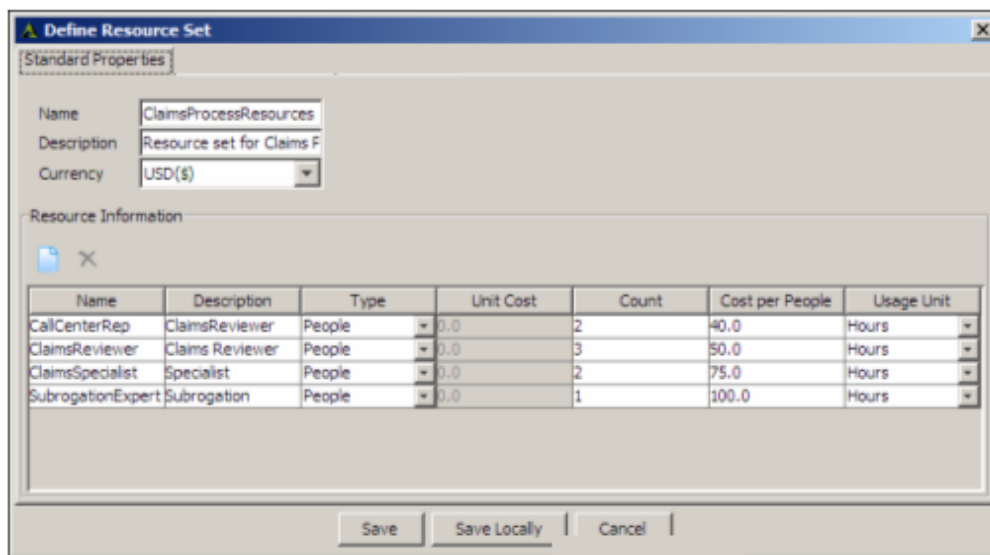 Define Resource Set
Standard Properties
Name ClaimsProcessResources
Description Resource set for Claims P
Currency USD($)
Resource Information
Name Description Type Unit Cost Count Cost per People Usage Unit
CallCenterRep ClaimsReviewer People 0.0 2 40.0 Hours
ClaimsReviewer Claims Reviewer People 0.0 3 50.0 Hours
ClaimsSpecialist Specialist People 0.0 2 75.0 Hours
SubrogationExpert Subrogation People 0.0 1 100.0 Hours
Save Save Locally Cancel